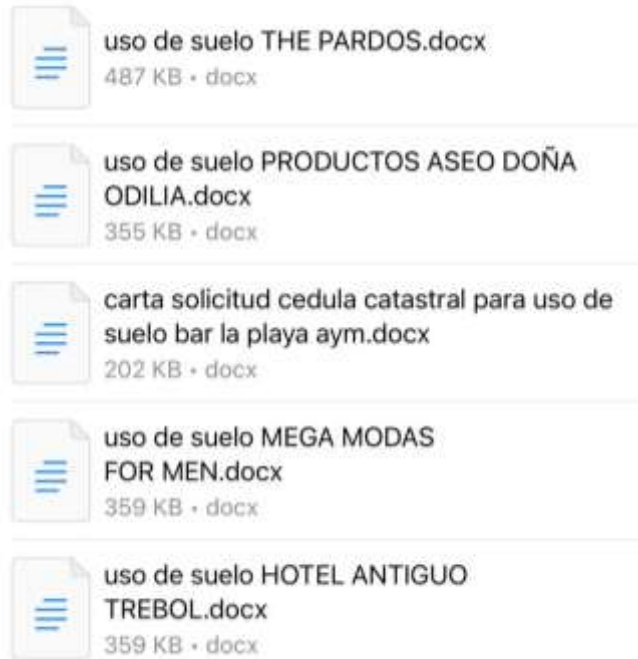 uso de suelo THE PARDOS.docx
487 KB • docx
uso de suelo PRODUCTOS ASEO DOÑA
ODILIA.docx
355 KB • docx
carta solicitud cedula catastral para uso de
suelo bar la playa aym.docx
202 KB • docx
uso de suelo MEGA MODAS
FOR MEN.docx
359 KB • docx
uso de suelo HOTEL ANTIGUO
TREBOL.docx
359 KB • docx